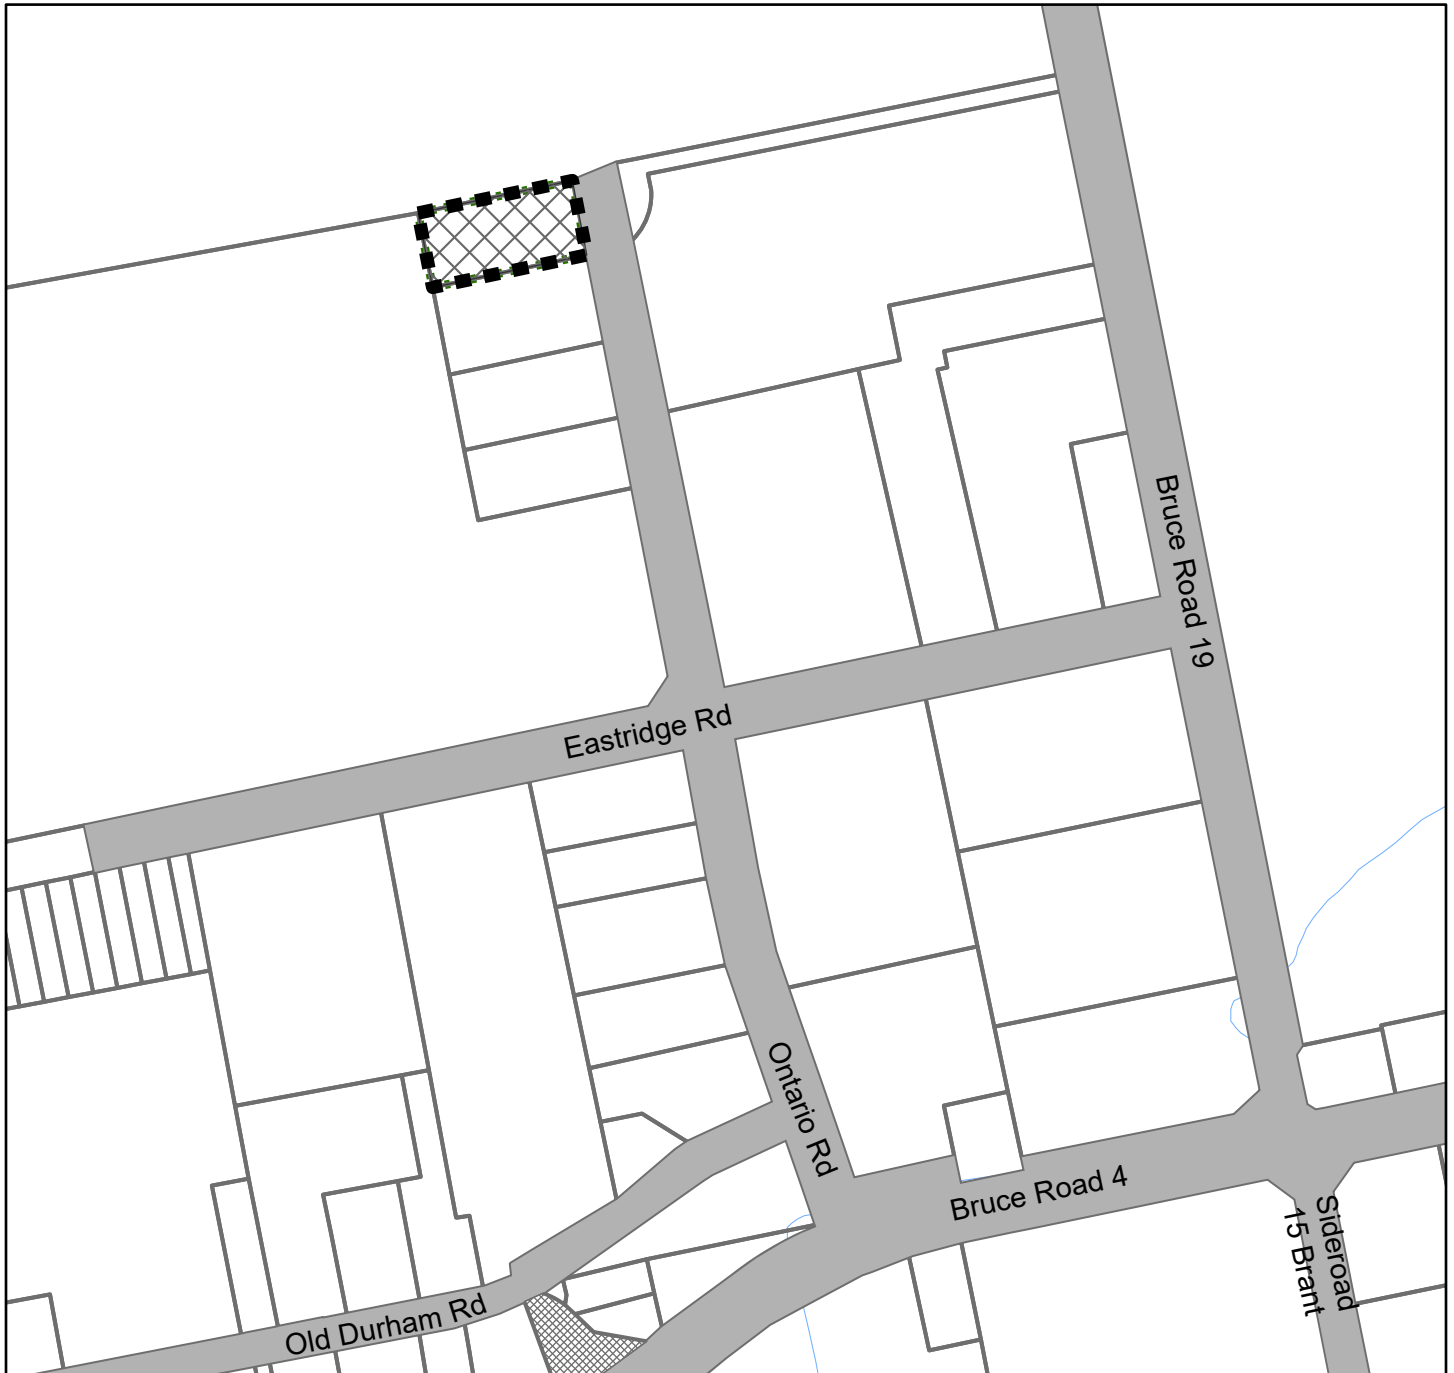 Bruce Road 19
Eastridge Rd
Ontario Rd
Bruce Road 4
Sideroad
15 Brant
Old Durham Rd